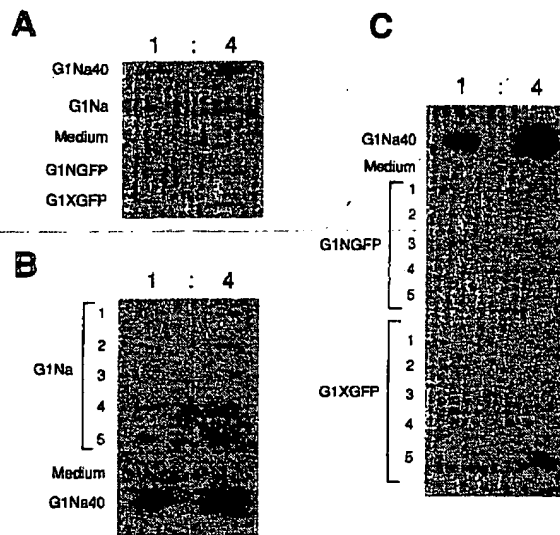 A
1 : 4
G1Na40
G1Na
Medium
G1NGFP
G1XGFP
B
1 : 4
G1Na
1
2
3
4
5
Medium
G1Na40
C
1 : 4
G1Na40
Medium
G1NGFP
1
2
3
4
5
G1XGFP
1
2
3
4
5